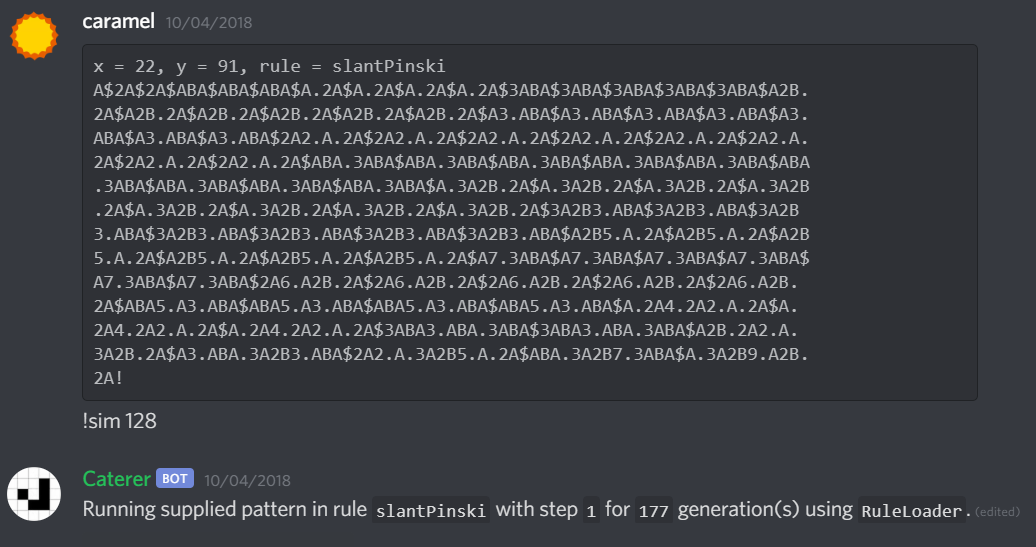 caramel 10/04/2018
x = 22, y = 91, rule = slantPinski
A$2A$2A$ABA$ABA$ABA$A.2A$A.2A$A.2A$A.2A$3ABA$3ABA$3ABA$3ABA$3ABA$A2B.
2A$A2B.2A$A2B.2A$A2B.2A$A2B.2A$A2B.2A$A3.ABA$A3.ABA$A3.ABA$A3.ABA$A3.
ABA$A3.ABA$A3.ABA$2A2.A.2A$2A2.A.2A$2A2.A.2A$2A2.A.2A$2A2.A.2A$2A2.A.
2A$2A2.A.2A$2A2.A.2A$ABA.3ABA$ABA.3ABA$ABA.3ABA$ABA.3ABA$ABA.3ABA$ABA
.3ABA$ABA.3ABA$ABA.3ABA$ABA.3ABA$A.3A2B.2A$A.3A2B.2A$A.3A2B.2A$A.3A2B
.2A$A.3A2B.2A$A.3A2B.2A$A.3A2B.2A$A.3A2B.2A$3A2B3.ABA$3A2B3.ABA$3A2B
3.ABA$3A2B3.ABA$3A2B3.ABA$3A2B3.ABA$3A2B3.ABA$A2B5.A.2A$A2B5.A.2A$A2B
5.A.2A$A2B5.A.2A$A2B5.A.2A$A2B5.A.2A$A7.3ABA$A7.3ABA$A7.3ABA$A7.3ABA$
A7.3ABA$A7.3ABA$2A6.A2B.2A$2A6.A2B.2A$2A6.A2B.2A$2A6.A2B.2A$2A6.A2B.
2A$ABA5.A3.ABA$ABA5.A3.ABA$ABA5.A3.ABA$ABA5.A3.ABA$A.2A4.2A2.A.2A$A.
2A4.2A2.A.2A$A.2A4.2A2.A.2A$3ABA3.ABA.3ABA$3ABA3.ABA.3ABA$A2B.2A2.A.
3A2B.2A$A3.ABA.3A2B3.ABA$2A2.A.3A2B5.A.2A$ABA.3A2B7.3ABA$A.3A2B9.A2B.
2A!
!sim 128
Caterer BOT 10/04/2018
Running supplied pattern in rule slantPinski with step 1 for 177 generation(s) using RuleLoader. (edited)